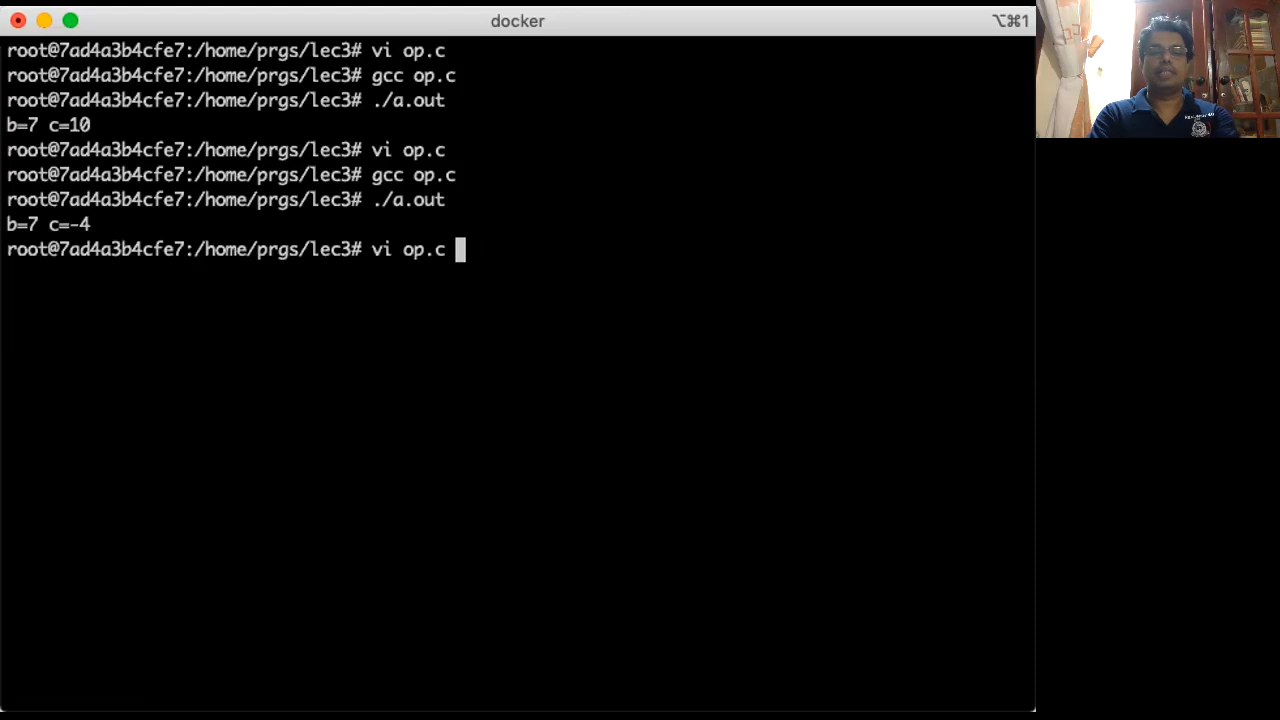 docker
⌥⌘1
root@7ad4a3b4cfe7:/home/prgs/lec3# vi op.c
root@7ad4a3b4cfe7:/home/prgs/lec3# gcc op.c
root@7ad4a3b4cfe7:/home/prgs/lec3# ./a.out
b=7 c=10
root@7ad4a3b4cfe7:/home/prgs/lec3# vi op.c
root@7ad4a3b4cfe7:/home/prgs/lec3# gcc op.c
root@7ad4a3b4cfe7:/home/prgs/lec3# ./a.out
b=7 c=-4
root@7ad4a3b4cfe7:/home/prgs/lec3# vi op.c